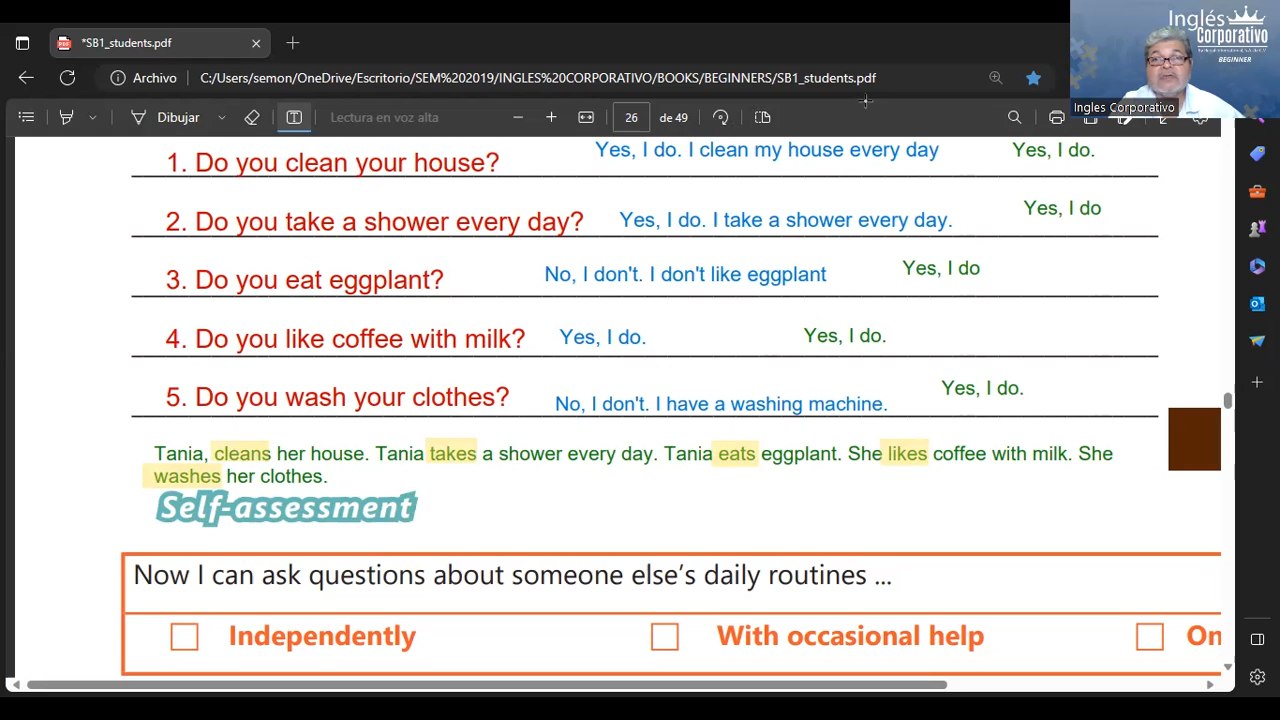 *SB1_students.pdf
Inglés
Corporativo
BEGINNER
Ingles Corporativo
Archivo C:/Users/semon/OneDrive/Escritorio/SEM%202019/INGLES%20CORPORATIVO/BOOKS/BEGINNERS/SB1_students.pdf
Dibujar Lectura en voz alta 26 de 49
1. Do you clean your house? Yes, I do. I clean my house every day Yes, I do.
2. Do you take a shower every day? Yes, I do. I take a shower every day. Yes, I do
3. Do you eat eggplant? No, I don't. I don't like eggplant Yes, I do
4. Do you like coffee with milk? Yes, I do. Yes, I do.
5. Do you wash your clothes? No, I don't. I have a washing machine. Yes, I do.
Tania, cleans her house. Tania takes a shower every day. Tania eats eggplant. She likes coffee with milk. She
washes her clothes.
Self-assessment
Now I can ask questions about someone else's daily routines ...
Independently With occasional help On